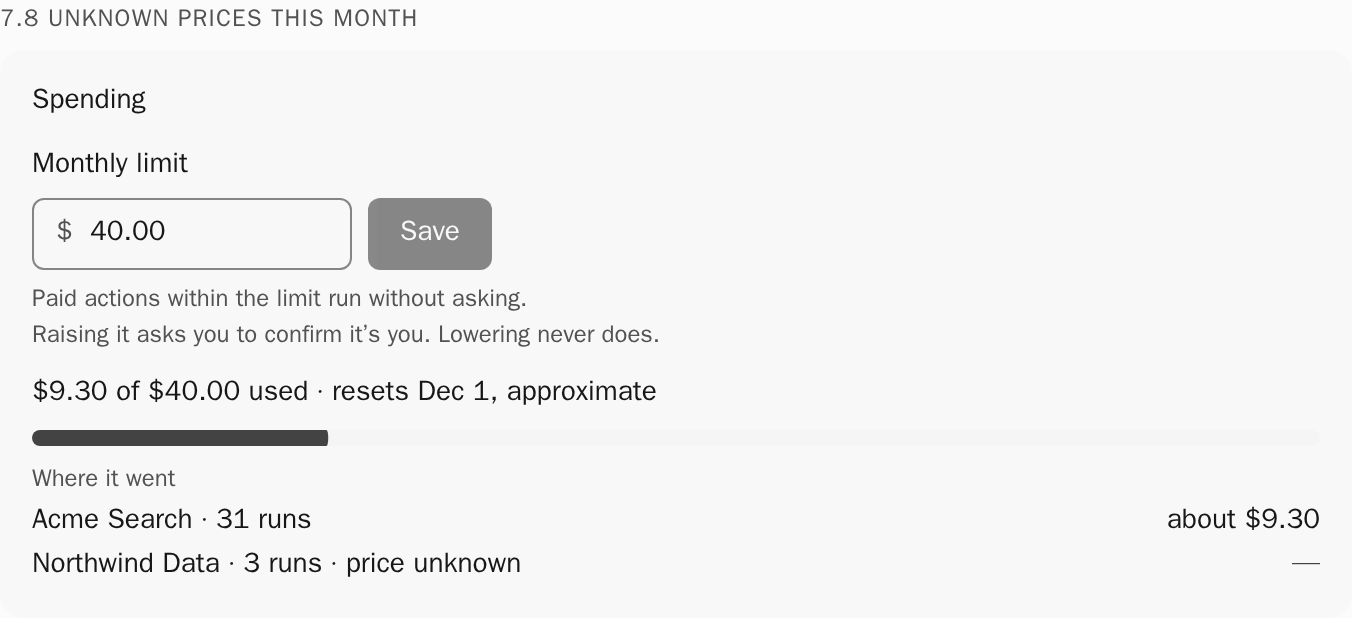 7.8 UNKNOWN PRICES THIS MONTH
Spending
Monthly limit
$ 40.00 Save
Paid actions within the limit run without asking.
Raising it asks you to confirm it’s you. Lowering never does.
$9.30 of $40.00 used · resets Dec 1, approximate
Where it went
Acme Search · 31 runs about $9.30
Northwind Data · 3 runs · price unknown —